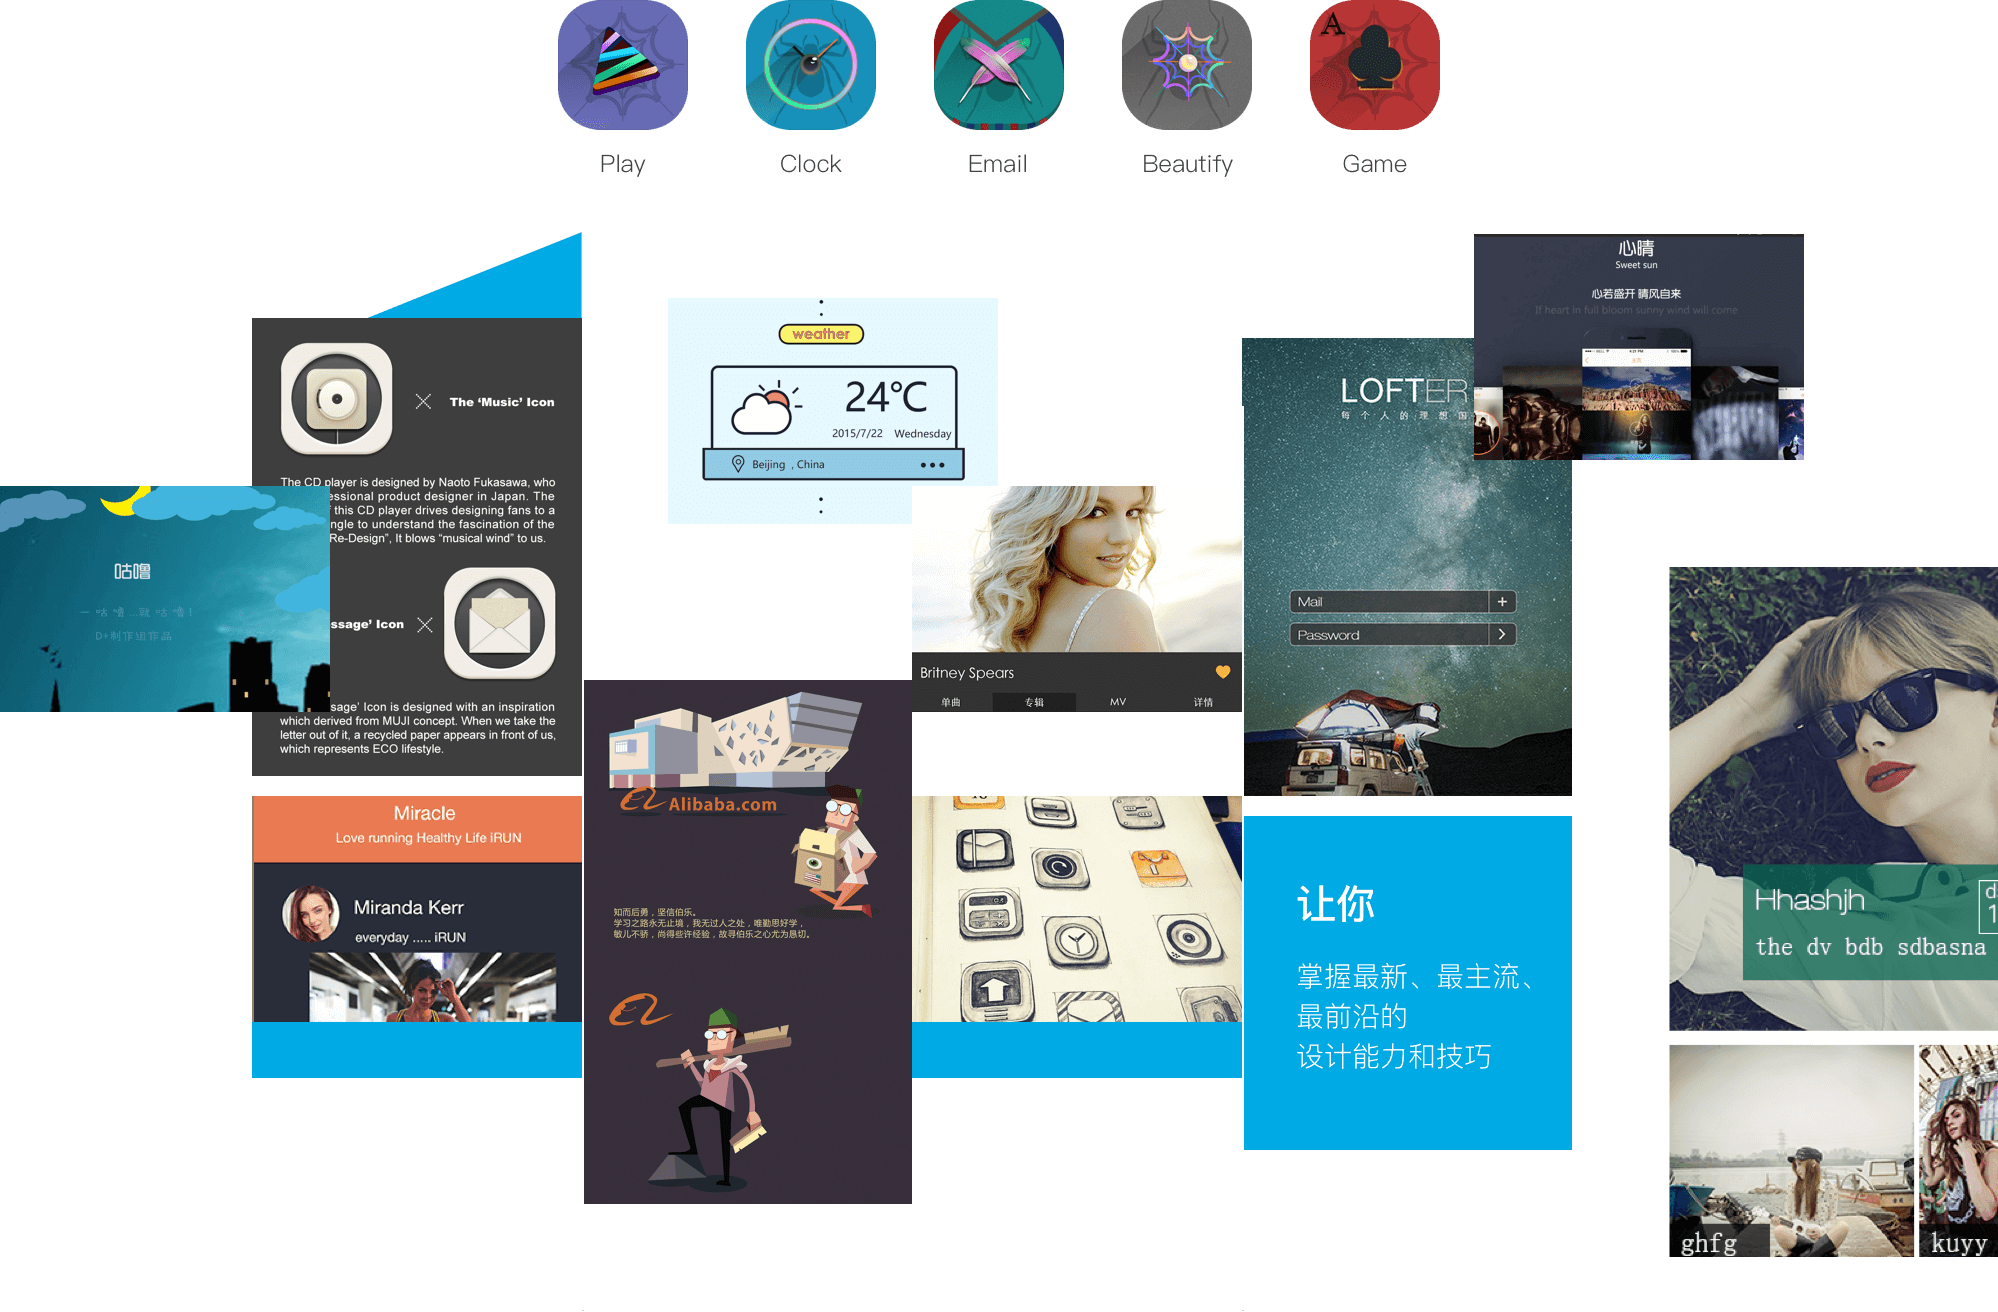 A
Play
Clock
Email
Beautify
Game
心晴
Sweet sun
心若盛开 晴风自来
If heart in full bloom sunny wind will come
weather
24℃
2015/7/22 Wednesday
Beijing , China
LOFTER
每个人的理想国
Mail
Password
The ‘Music’ Icon
The CD player is designed by Naoto Fukasawa, who
essional product designer in Japan. The
this CD player drives designing fans to a
ngle to understand the fascination of the
Re-Design”, It blows “musical wind” to us.
咕噜
一 咕 噜 ...就 咕 噜 !
D+制作组作品
ssage’ Icon
sage’ Icon is designed with an inspiration
which derived from MUJI concept. When we take the
letter out of it, a recycled paper appears in front of us,
which represents ECO lifestyle.
Britney Spears
单曲 专辑 MV 详情
Alibaba.com
知而后勇，坚信伯乐。
学习之路永无止境，我无过人之处，唯勤思好学，
敏儿不骄，尚得些许经验，故寻伯乐之心尤为恳切。
Miracle
Love running Healthy Life iRUN
Miranda Kerr
everyday ..... iRUN
让你
掌握最新、最主流、
最前沿的
设计能力和技巧
Hhashjh
the dv bdb sdbasna
d
1
ghfg
kuyy